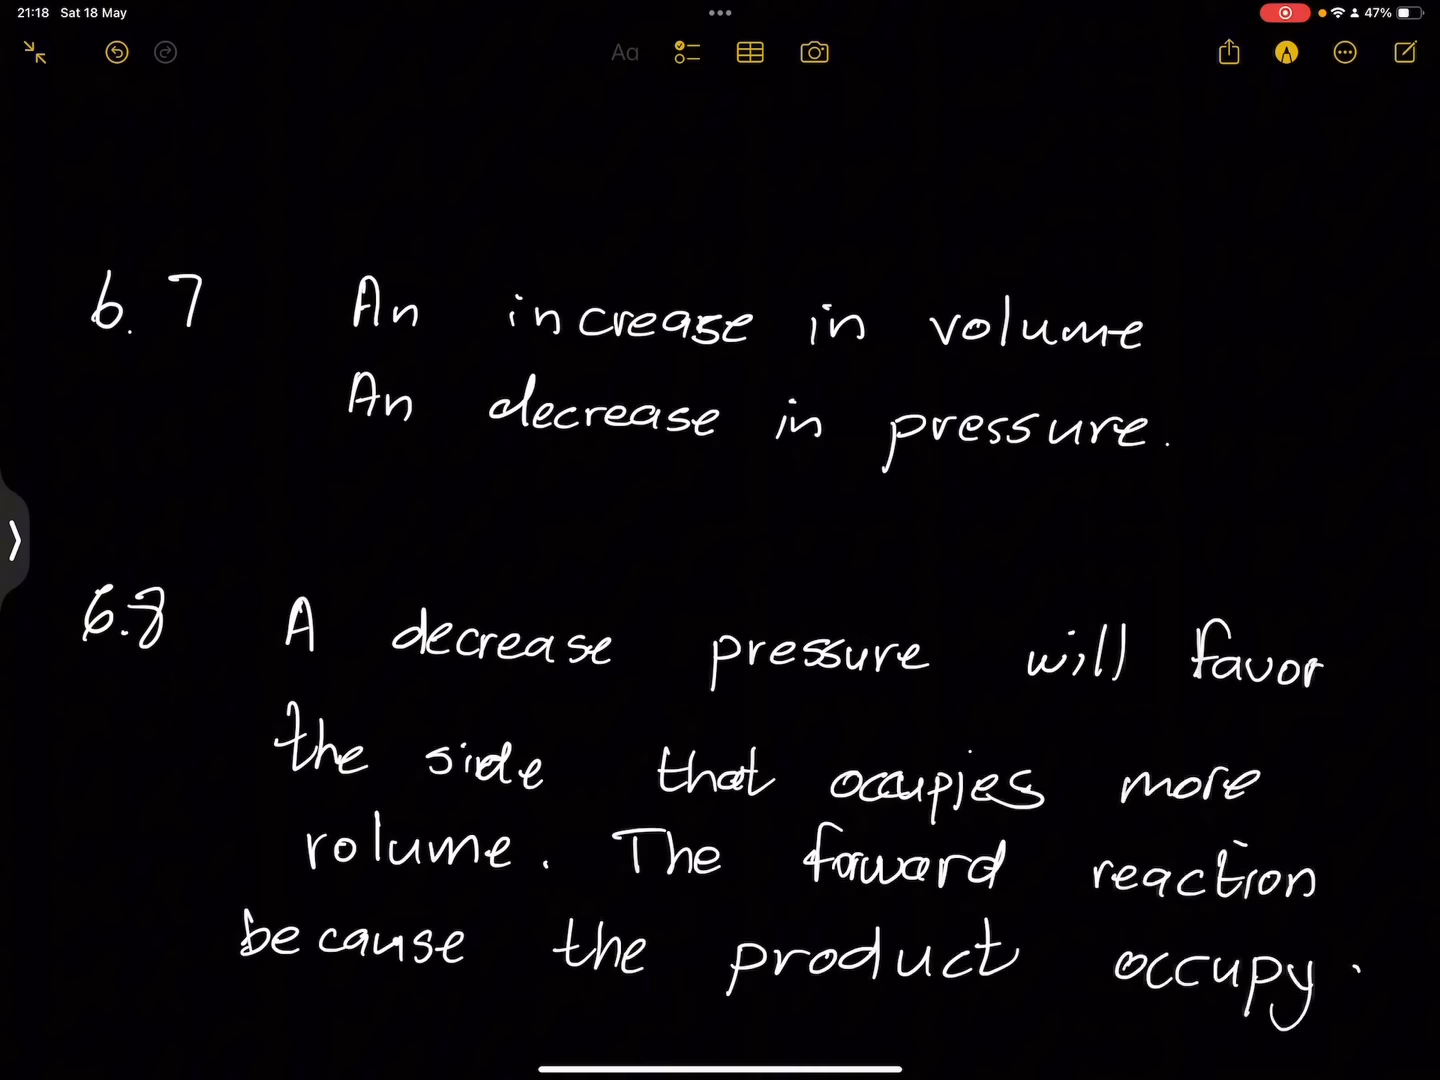 21:18 Sat 18 May
47%
Aa
6.7 An increase in volume
An decrease in pressure.
6.8 A decrease pressure will favor
the side that occupies more
volume. The forward reaction
because the product occupy.